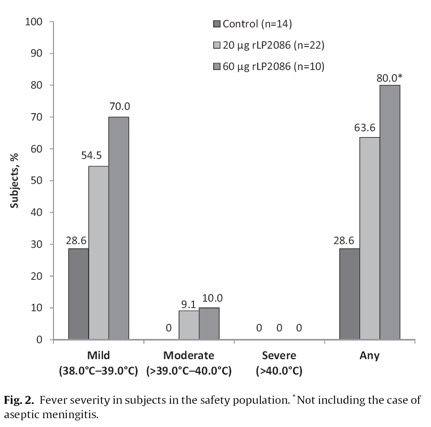 100
90
80
70
60
50
40
30
20
10
0
Subjects, %
Control (n=14)
20 µg rLP2086 (n=22)
60 µg rLP2086 (n=10)
28.6
54.5
70.0
0
9.1
10.0
0 0 0
28.6
63.6
80.0*
Mild
(38.0°C–39.0°C)
Moderate
(>39.0°C–40.0°C)
Severe
(>40.0°C)
Any
Fig. 2. Fever severity in subjects in the safety population. *Not including the case of
aseptic meningitis.